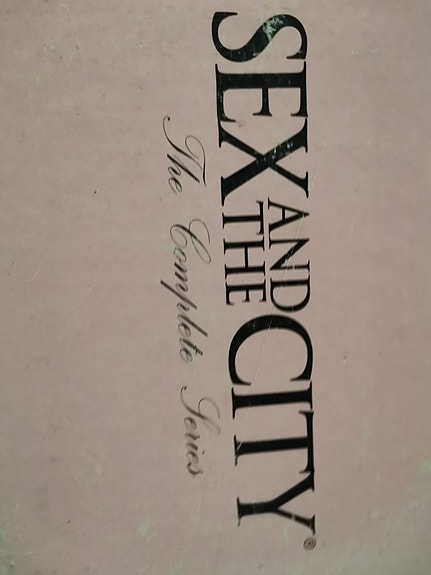 SEX AND THE CITY®
The Complete Series